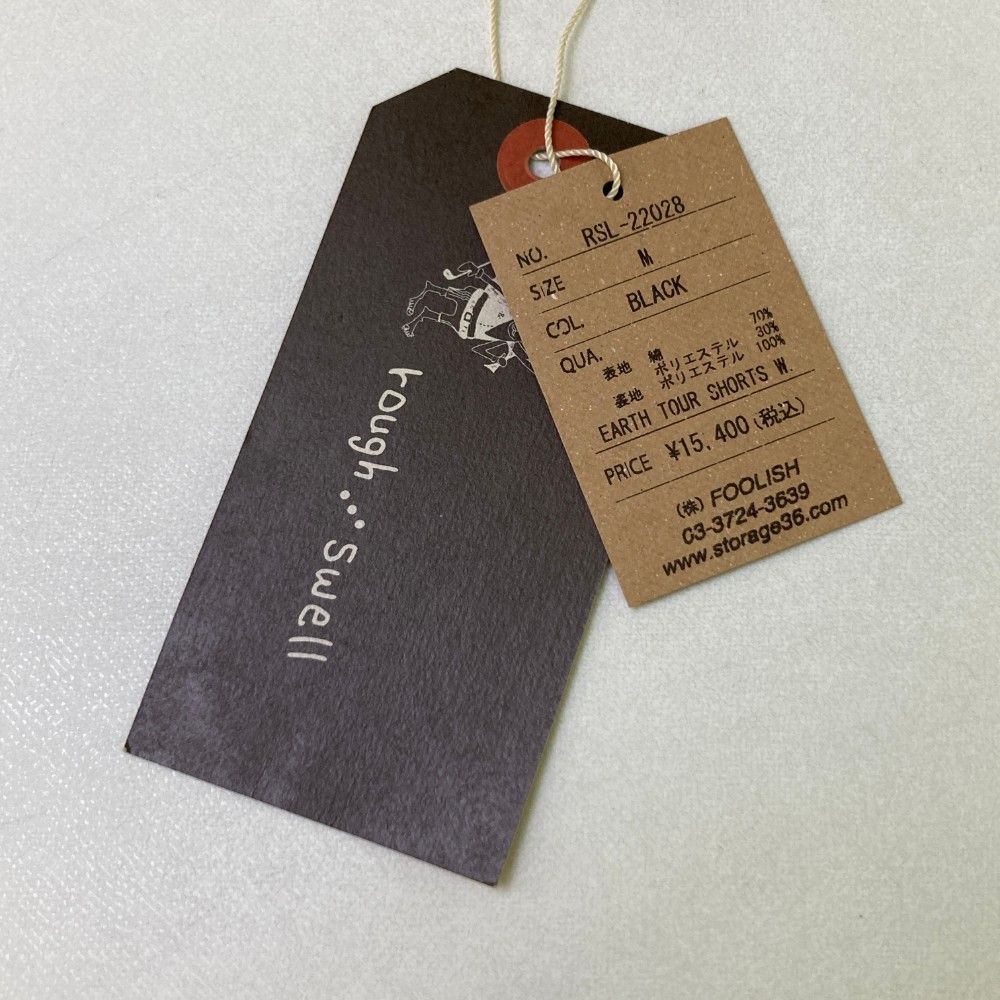 rough... swell
NO. RSL-22028
SIZE M
COL. BLACK
QUA. 表地 綿 70%
ポリエステル 30%
裏地 ポリエステル 100%
EARTH TOUR SHORTS W.
PRICE ¥15,400(税込)
(株) FOOLISH
03-3724-3639
www.storage36.com